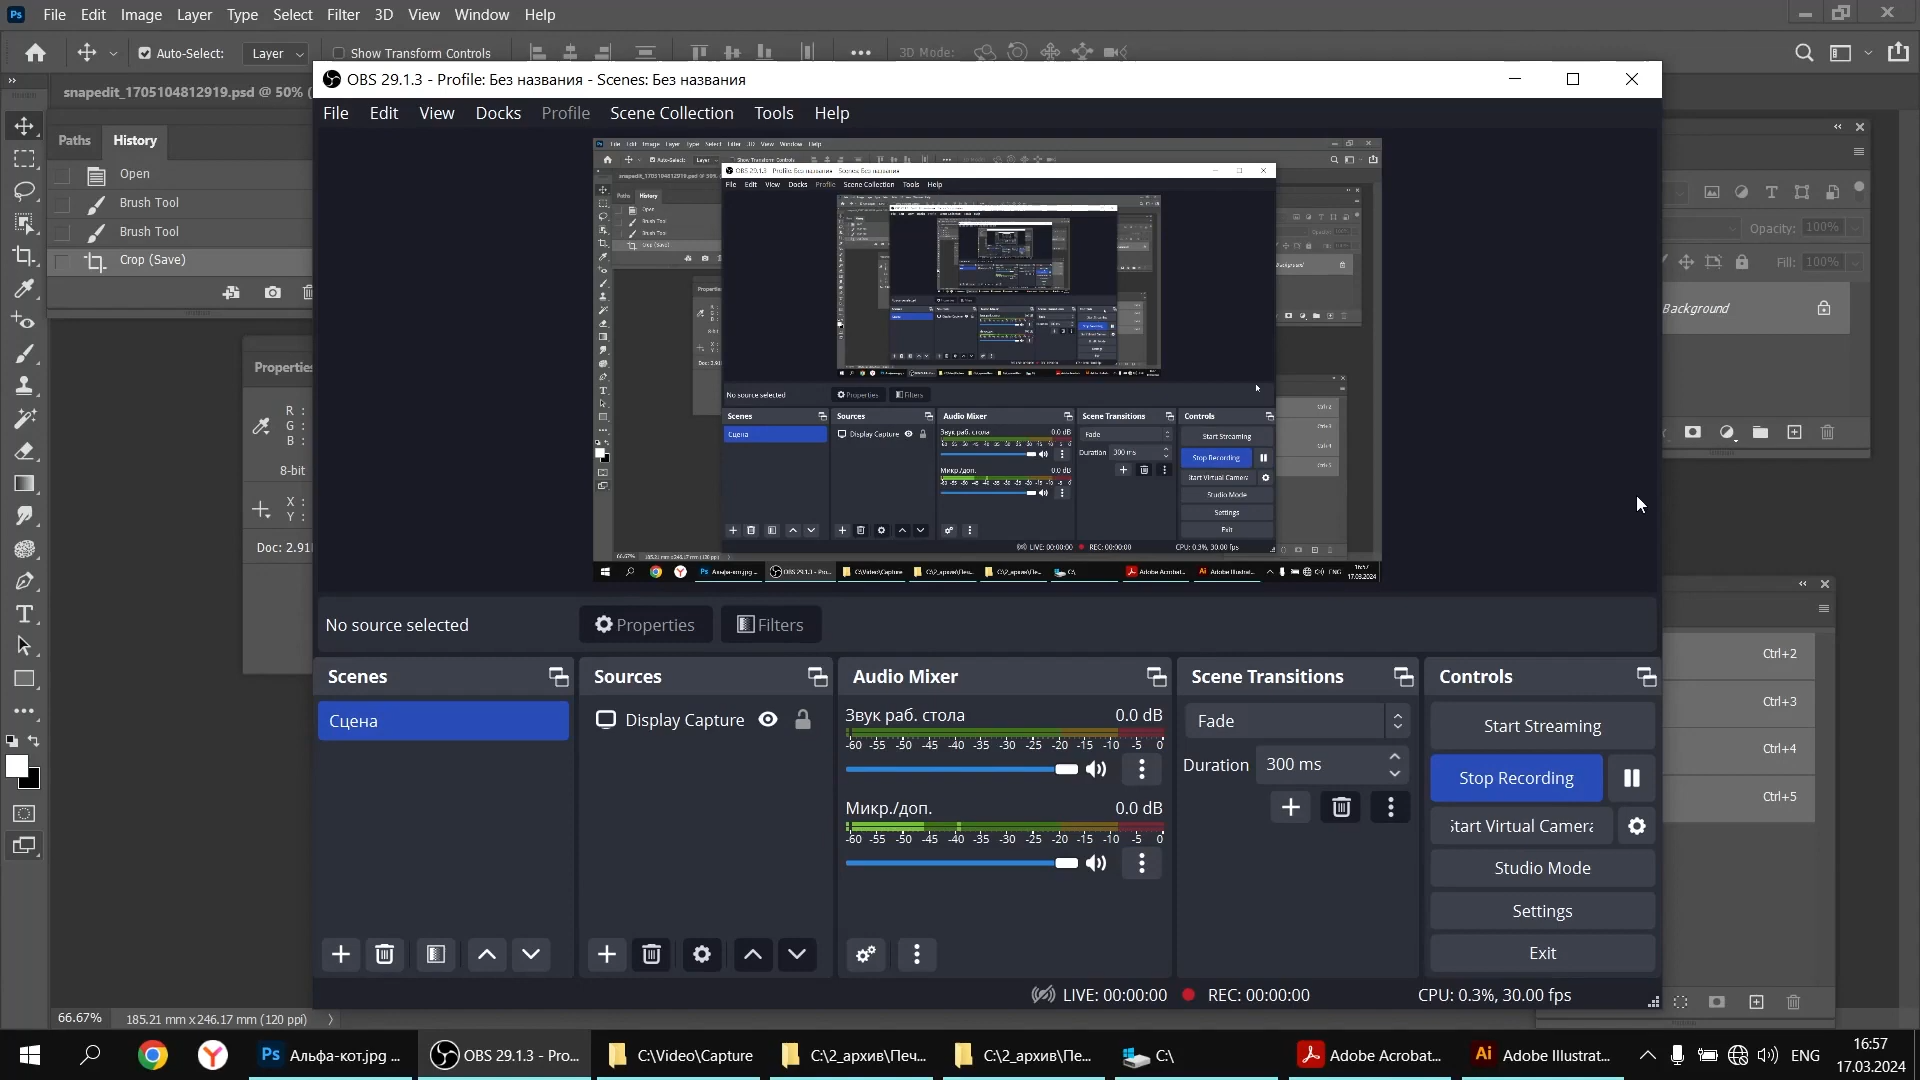 File Edit Image Layer Type Select Filter 3D View Window Help
Auto-Select: Layer Show Transform Controls 3D Mode:
OBS 29.1.3 - Profile: Без названия - Scenes: Без названия
snapedit_1705104812919.psd @ 50% (
File Edit View Docks Profile Scene Collection Tools Help
Paths History
Open
Brush Tool
Brush Tool
Crop (Save)
Opacity: 100%
Fill: 100%
Background
Properties
R :
G :
B :
8-bit
X :
Y :
Doc: 2.91
No source selected Properties Filters
Scenes Sources Audio Mixer Scene Transitions Controls
Сцена
Display Capture
Звук раб. стола 0.0 dB
-60 -55 -50 -45 -40 -35 -30 -25 -20 -15 -10 -5 0
Микр./доп. 0.0 dB
-60 -55 -50 -45 -40 -35 -30 -25 -20 -15 -10 -5 0
Fade
Duration 300 ms
Start Streaming
Stop Recording
Start Virtual Camera
Studio Mode
Settings
Exit
Ctrl+2
Ctrl+3
Ctrl+4
Ctrl+5
LIVE: 00:00:00 REC: 00:00:00 CPU: 0.3%, 30.00 fps
66.67% 185.21 mm x 246.17 mm (120 ppi)
Альфа-кот.jpg ... OBS 29.1.3 - Pro... C:\Video\Capture C:\2_архив\Печ... C:\2_архив\Пе... C:\ Adobe Acrobat... Adobe Illustrat... ENG 16:57
17.03.2024